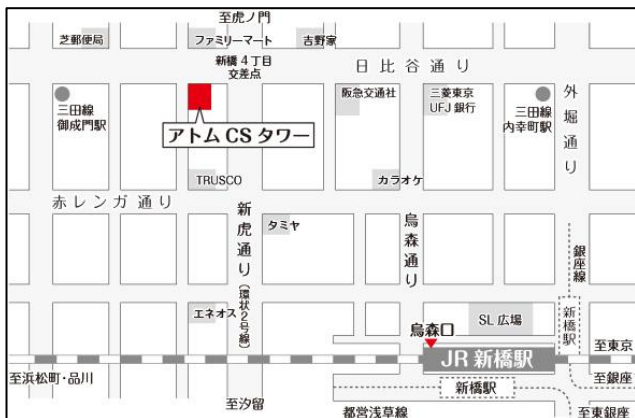 至虎ノ門
芝郵便局
ファミリーマート
吉野家
新橋4丁目
交差点
日比谷通り
三田線
御成門駅
アトムCSタワー
阪急交通社
三菱東京
UFJ銀行
三田線
内幸町駅
外堀通り
TRUSCO
カラオケ
赤レンガ通り
新虎通り
(環状2号線)
タミヤ
烏森通り
銀座線
エネオス
烏森口
SL広場
新橋駅
JR新橋駅
至東京
至浜松町・品川
新橋駅
至銀座
至汐留
都営浅草線
至東銀座